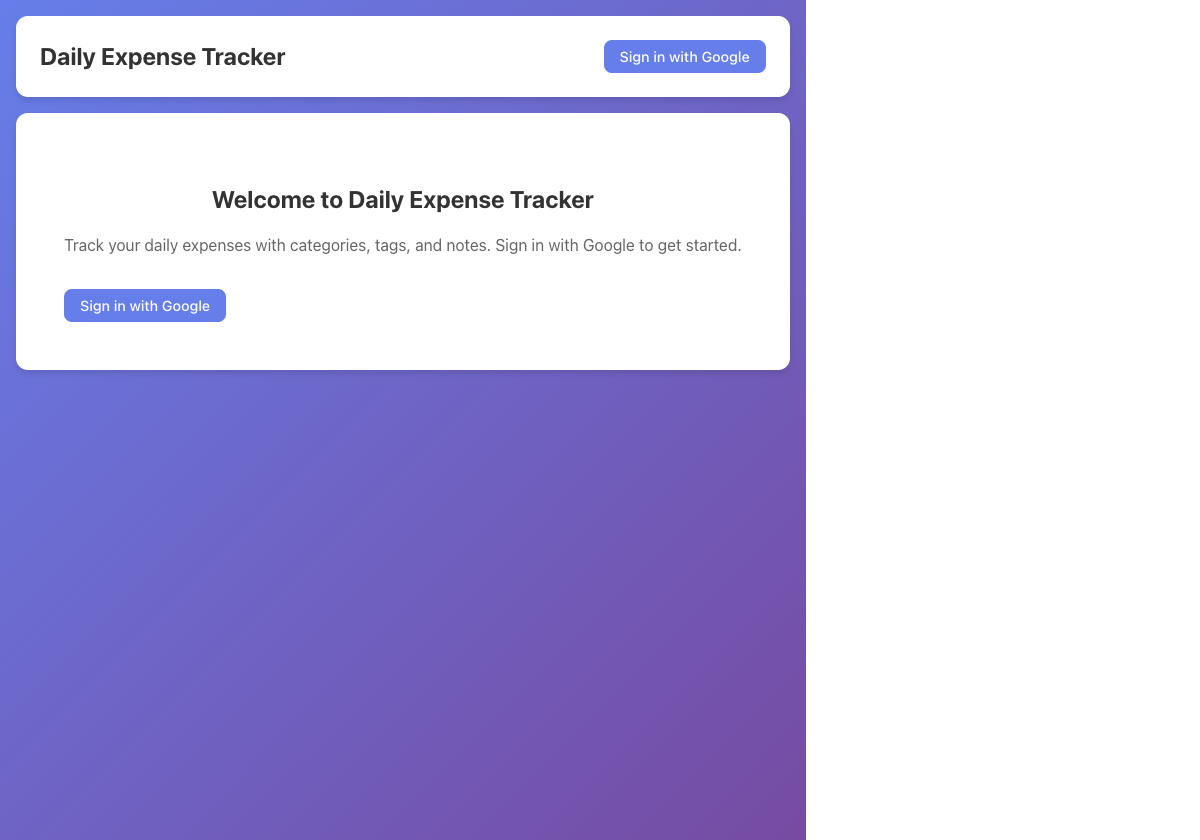 Daily Expense Tracker
Sign in with Google
Welcome to Daily Expense Tracker
Track your daily expenses with categories, tags, and notes. Sign in with Google to get started.
Sign in with Google